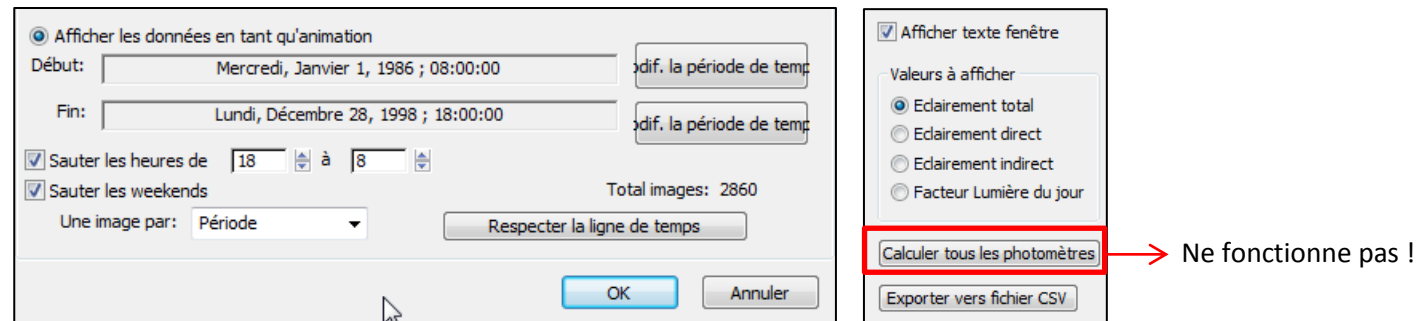 Afficher les données en tant qu'animation
Début: Mercredi, Janvier 1, 1986 ; 08:00:00 odif. la période de temp
Fin: Lundi, Décembre 28, 1998 ; 18:00:00 odif. la période de temp
Sauter les heures de 18 à 8
Sauter les weekends Total images: 2860
Une image par: Période Respecter la ligne de temps
OK Annuler
Afficher texte fenêtre
Valeurs à afficher
Eclairement total
Eclairement direct
Eclairement indirect
Facteur Lumière du jour
Calculer tous les photomètres Ne fonctionne pas !
Exporter vers fichier CSV